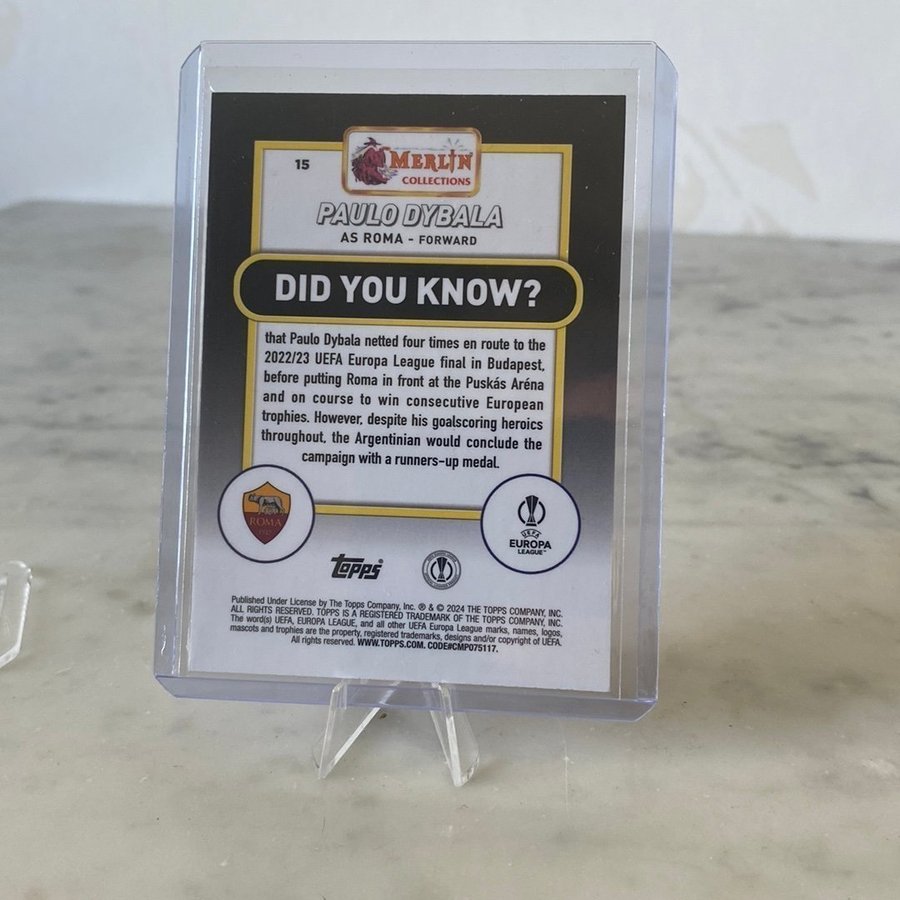 15
MERLIN
COLLECTIONS
PAULO DYBALA
AS ROMA - FORWARD
DID YOU KNOW?
that Paulo Dybala netted four times en route to the
2022/23 UEFA Europa League final in Budapest,
before putting Roma in front at the Puskás Aréna
and on course to win consecutive European
trophies. However, despite his goalscoring heroics
throughout, the Argentinian would conclude the
campaign with a runners-up medal.
ROMA
1927
UEFA
EUROPA
LEAGUE™
Topps®
Published Under License by The Topps Company, Inc. ® & © 2024 THE TOPPS COMPANY, INC.
ALL RIGHTS RESERVED. TOPPS IS A REGISTERED TRADEMARK OF THE TOPPS COMPANY, INC.
The word(s) UEFA, EUROPA LEAGUE, and all other UEFA Europa League marks, names, logos,
mascots and trophies are the property, registered trademarks, designs and/or copyright of UEFA.
All rights reserved. WWW.TOPPS.COM. CODE#CMP075117.